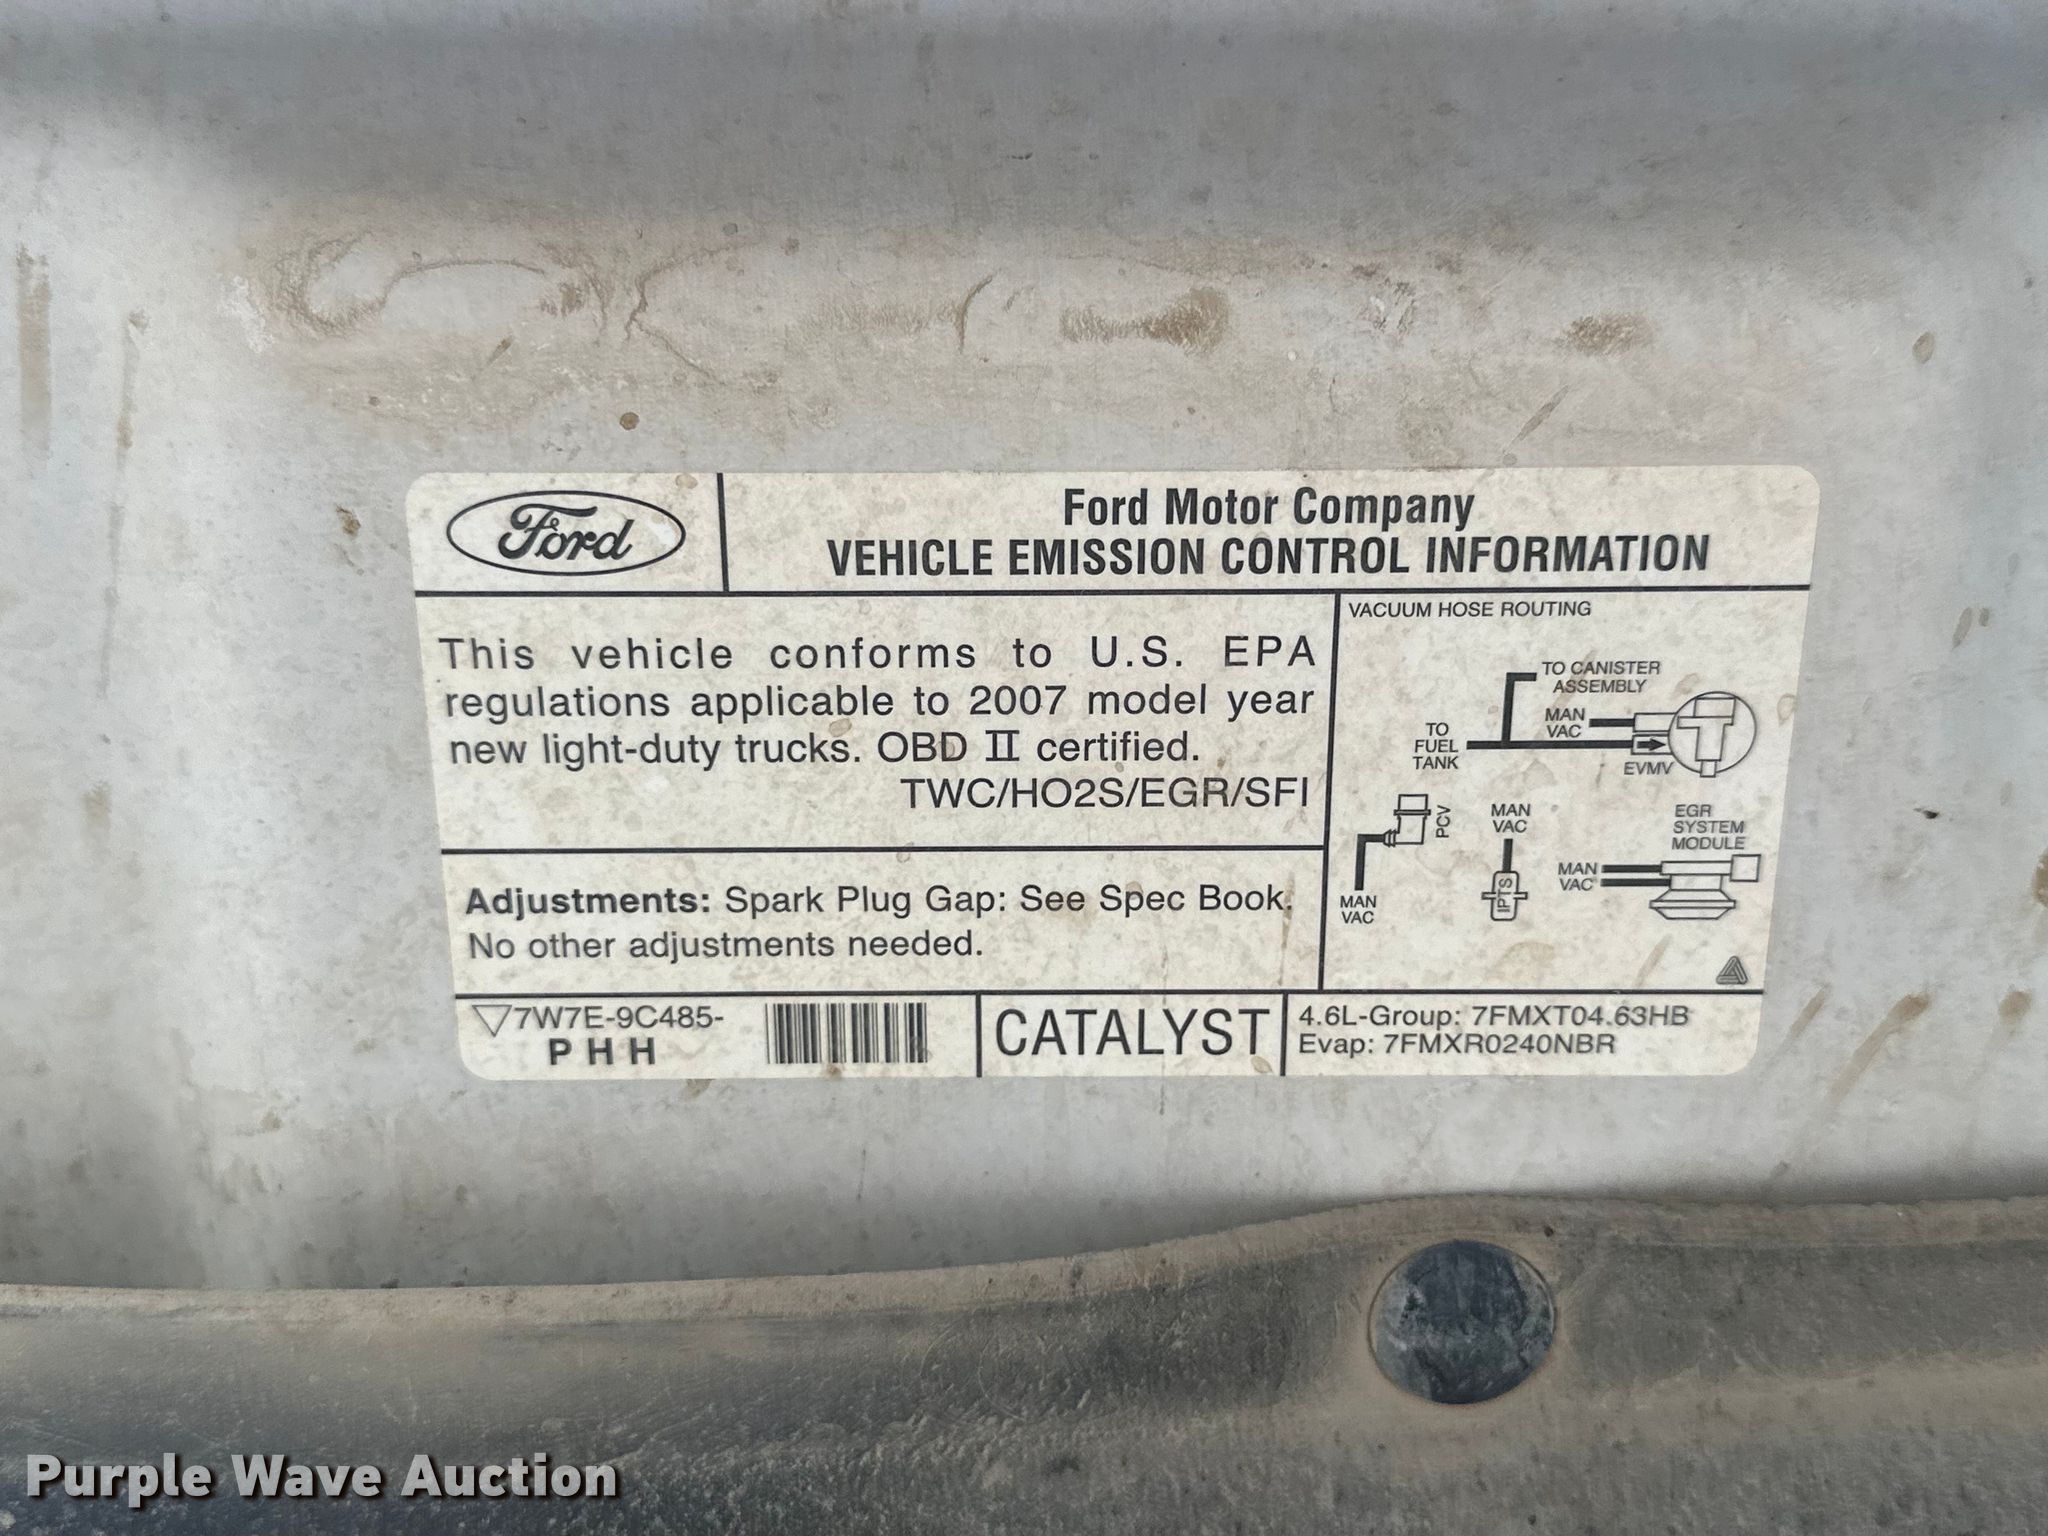 Ford
Ford Motor Company
VEHICLE EMISSION CONTROL INFORMATION
This vehicle conforms to U.S. EPA
regulations applicable to 2007 model year
new light-duty trucks. OBD II certified.
TWC/HO2S/EGR/SFI
Adjustments: Spark Plug Gap: See Spec Book.
No other adjustments needed.
VACUUM HOSE ROUTING
TO CANISTER
ASSEMBLY
MAN
VAC
TO
FUEL
TANK
EVMV
PCV
MAN
VAC
MAN
VAC
IPTS
EGR
SYSTEM
MODULE
MAN
VAC
7W7E-9C485-
PHH
CATALYST
4.6L-Group: 7FMXT04.63HB
Evap: 7FMXR0240NBR
Purple Wave Auction